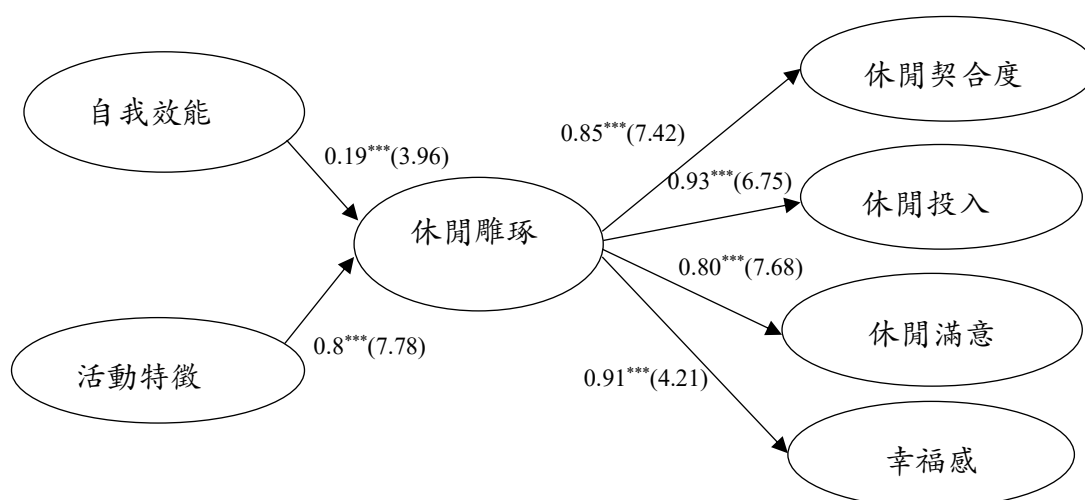 休閒契合度
自我效能
0.85***(7.42)
0.19***(3.96)
0.93***(6.75)
休閒投入
休閒雕琢
0.80***(7.68)
休閒滿意
0.8***(7.78)
活動特徵
0.91***(4.21)
幸福感